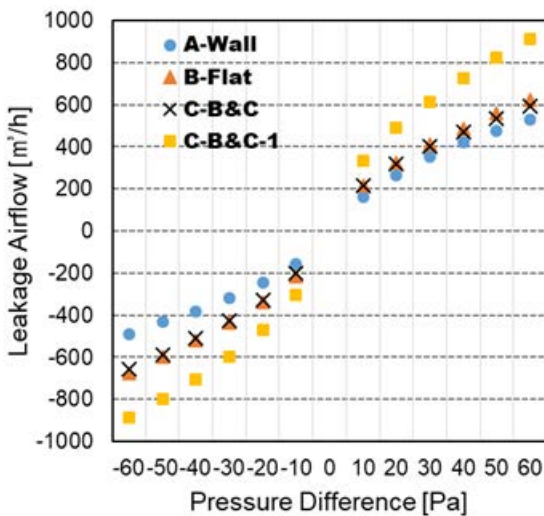 1000
800
600
400
200
0
-200
-400
-600
-800
-1000
Leakage Airflow [m³/h]
A-Wall
B-Flat
C-B&C
C-B&C-1
-60 -50 -40 -30 -20 -10 0 10 20 30 40 50 60
Pressure Difference [Pa]